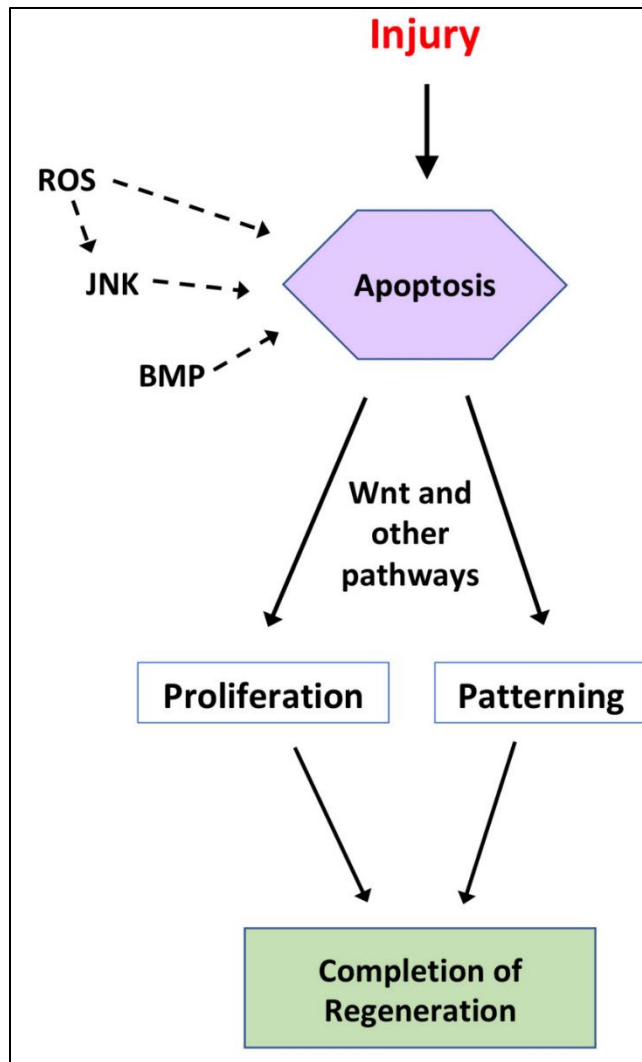 Injury
ROS
JNK
Apoptosis
BMP
Wnt and
other
pathways
Proliferation
Patterning
Completion of
Regeneration